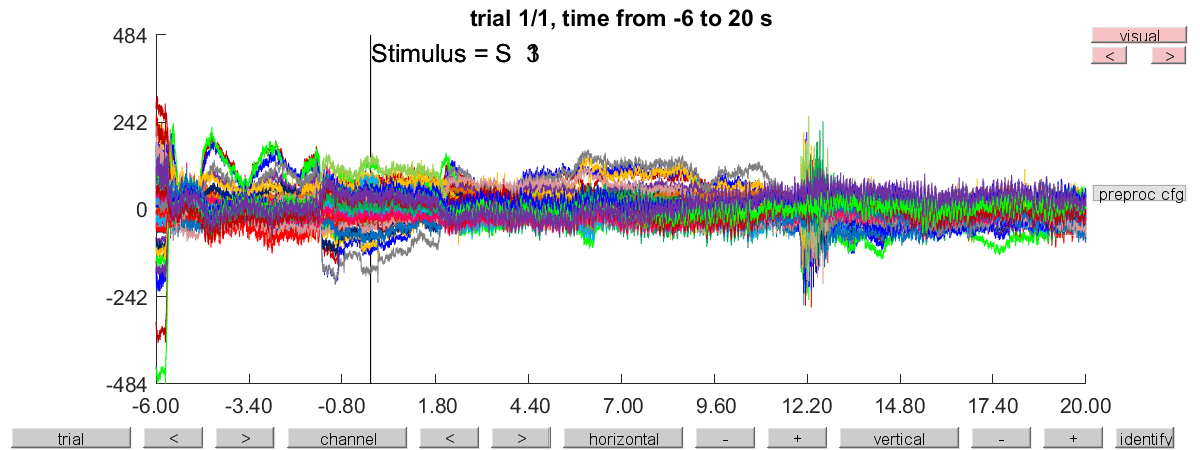 trial 1/1, time from -6 to 20 s
484
242
0
-242
-484
Stimulus = S
visual
< >
preproc cfg
-6.00 -3.40 -0.80 1.80 4.40 7.00 9.60 12.20 14.80 17.40 20.00
trial < > channel < > horizontal - + vertical - + identify